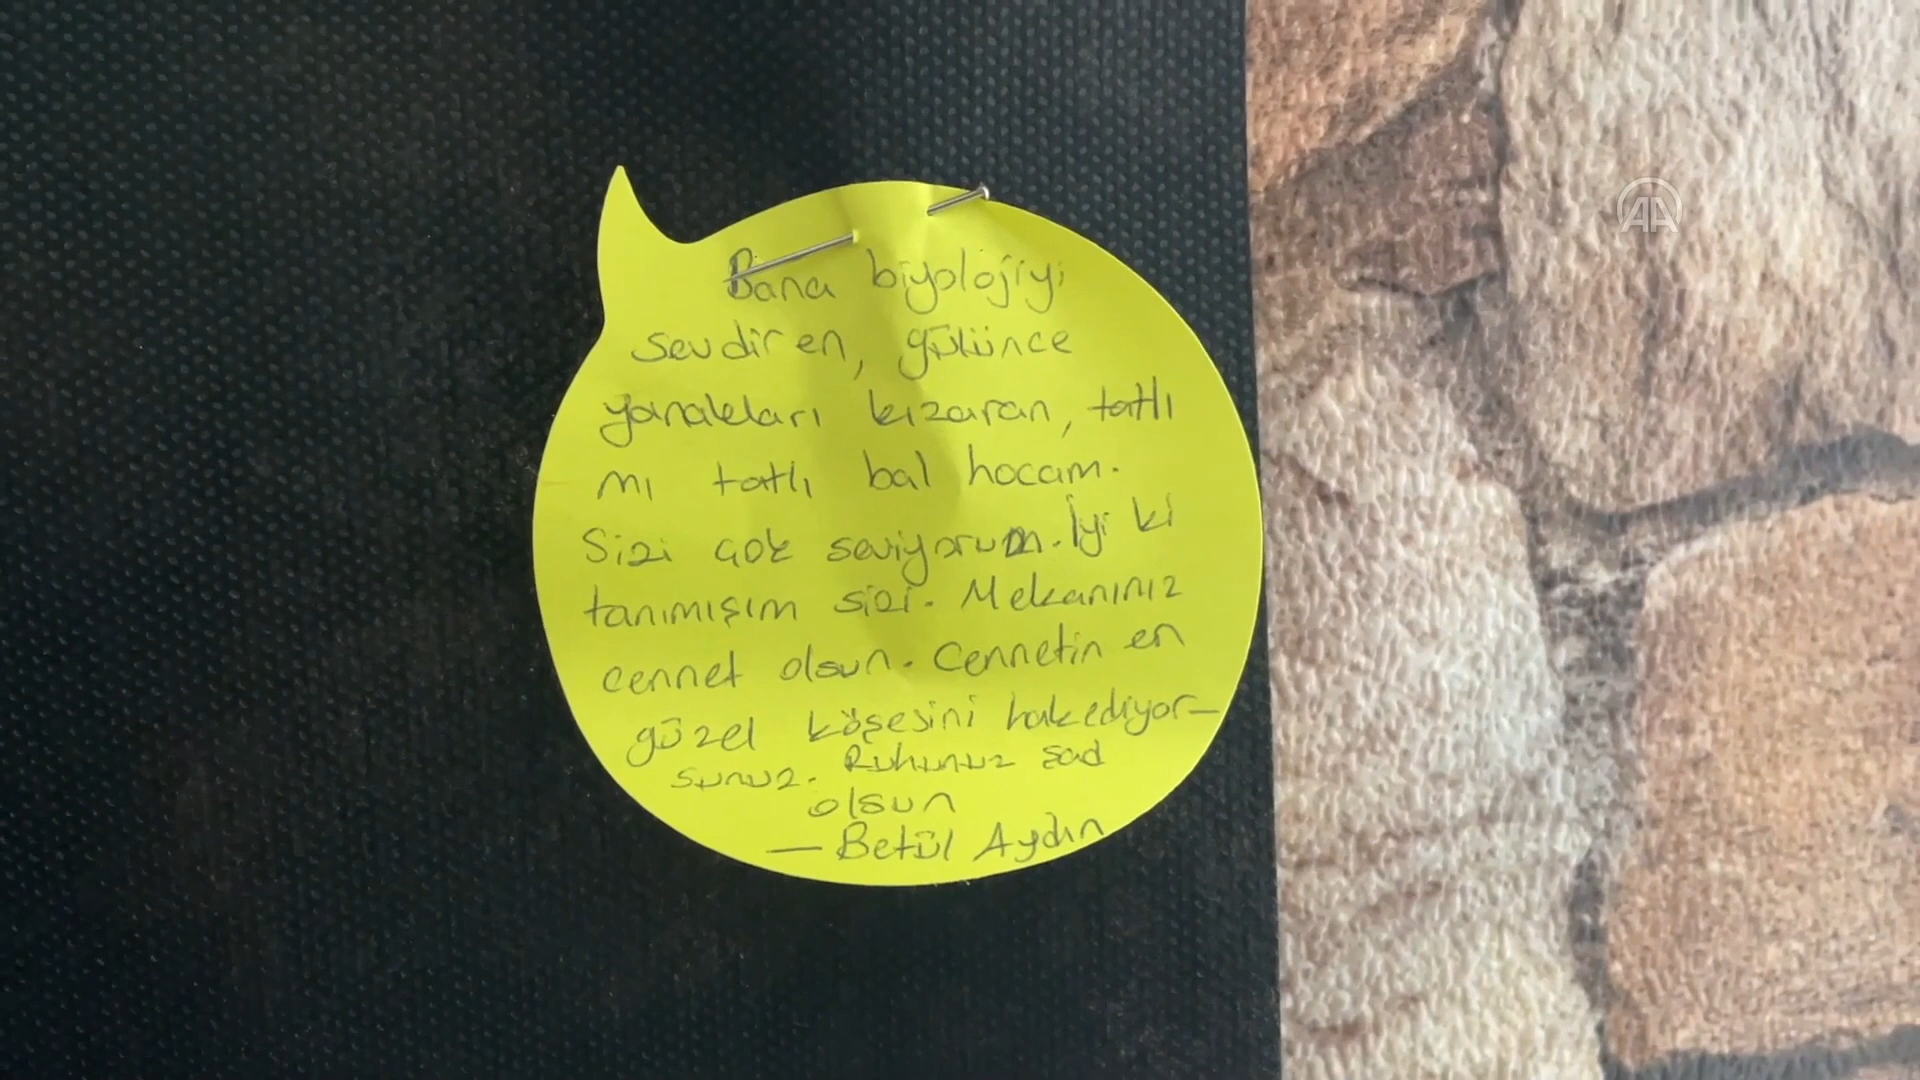 Bana biyolojiyi
sevdiren, gülünce
yanakları kızaran, tatlı
mı tatlı bal hocam.
Sizi çok seviyorum. İyi ki
tanımışım sizi. Mekanınız
cennet olsun. Cennetin en
güzel köşesini hakediyor-
sunuz. Ruhunuz şad
olsun
— Betül Aydın
AA